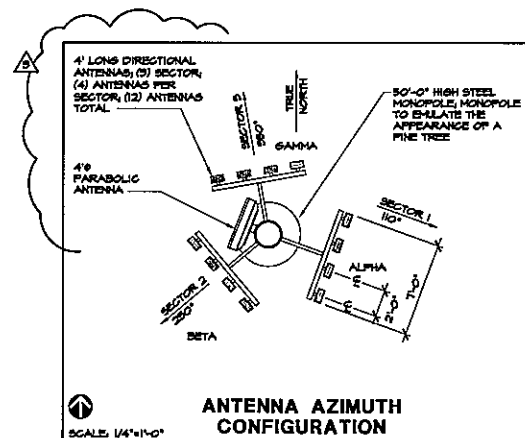 4' LONG DIRECTIONAL
ANTENNAS; (3) SECTOR;
(4) ANTENNAS PER
SECTOR; (12) ANTENNAS
TOTAL
TRUE
NORTH
SECTOR 3
350°
GAMMA
50'-0" HIGH STEEL
MONOPOLE; MONOPOLE
TO EMULATE THE
APPEARANCE OF A
PINE TREE
4'Φ
PARABOLIC
ANTENNA
SECTOR 1
110°
ALPHA
2'-0"
7'-0"
SECTOR 2
230°
BETA
SCALE: 1/4"=1'-0"
ANTENNA AZIMUTH
CONFIGURATION